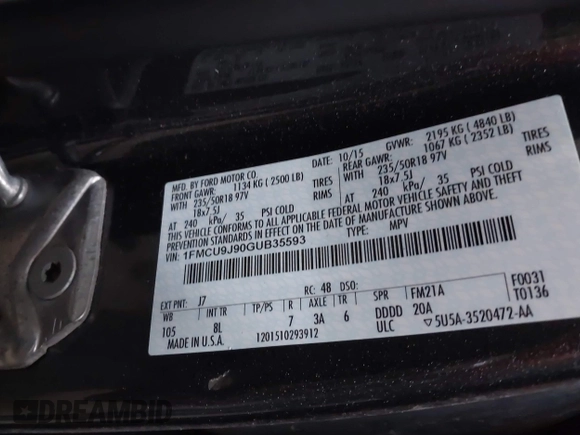 MFD. BY FORD MOTOR CO.
DATE: 10/15
GVWR: 2195 KG ( 4840 LB)
FRONT GAWR: 1134 KG ( 2500 LB)
REAR GAWR: 1067 KG ( 2352 LB)
WITH 235/50R18 97V TIRES
235/50R18 97V TIRES
18x7.5J RIMS
18x7.5J RIMS
AT 240 kPa/ 35 PSI COLD
AT 240 kPa/ 35 PSI COLD
THIS VEHICLE CONFORMS TO ALL APPLICABLE FEDERAL MOTOR VEHICLE SAFETY AND THEFT
PREVENTION STANDARDS IN EFFECT ON THE DATE OF MANUFACTURE SHOWN ABOVE.
VIN: 1FMCU9J90GUB35593
TYPE: MPV
EXT PNT: J7 RC: 48 DSO: F0031
WB INT TR TP/PS R AXLE TR SPR FM21A T0136
105 8L 7 3A 6 DDDD 20A
MADE IN U.S.A. 1201510293912 ULC ▽5U5A-3520472-AA
DREAMBID